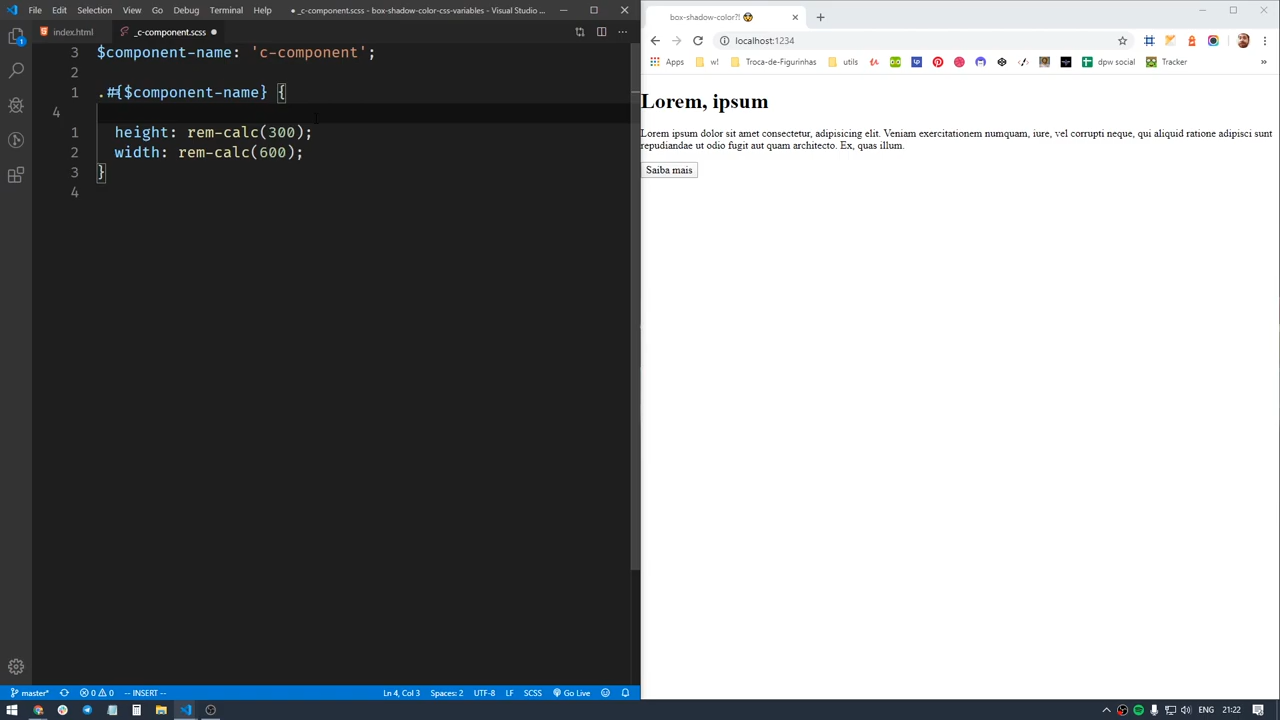 File Edit Selection View Go Debug Terminal Help ● _c-component.scss - box-shadow-color-css-variables - Visual Studio ...
index.html _c-component.scss
3 $component-name: 'c-component';
1 .#{$component-name} {
4
1 height: rem-calc(300);
2 width: rem-calc(600);
3 }
4
master* 0 0 -- INSERT -- Ln 4, Col 3 Spaces: 2 UTF-8 LF SCSS Go Live
box-shadow-color?!
localhost:1234
Apps w! Troca-de-Figurinhas utils dpw social Tracker »
Lorem, ipsum
Lorem ipsum dolor sit amet consectetur, adipisicing elit. Veniam exercitationem numquam, iure, vel corrupti neque, qui aliquid ratione adipisci sunt
repudiandae ut odio fugit aut quam architecto. Ex, quas illum.
Saiba mais
ENG 21:22